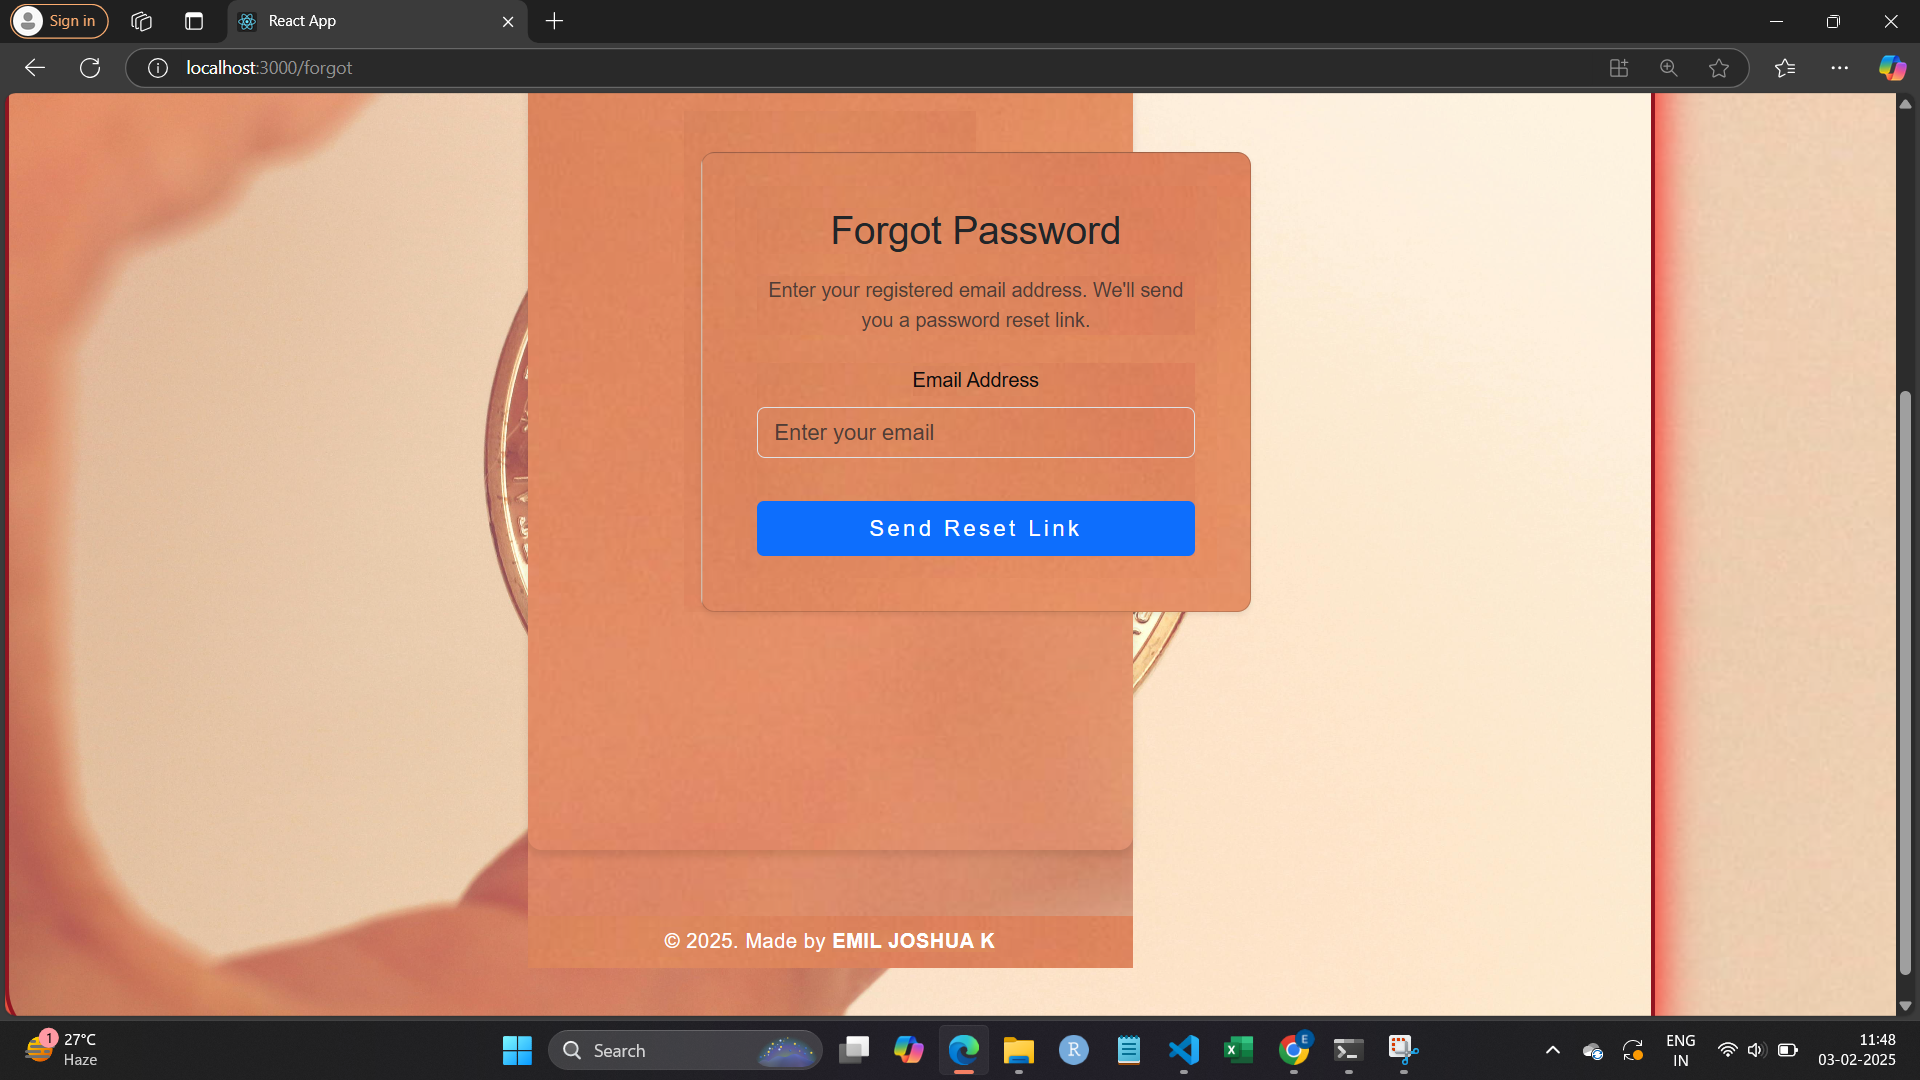 Sign in
React App
localhost:3000/forgot
Forgot Password
Enter your registered email address. We'll send
you a password reset link.
Email Address
Enter your email
Send Reset Link
© 2025. Made by EMIL JOSHUA K
1
27°C
Haze
Search
R
X
E
ENG
IN
11:48
03-02-2025